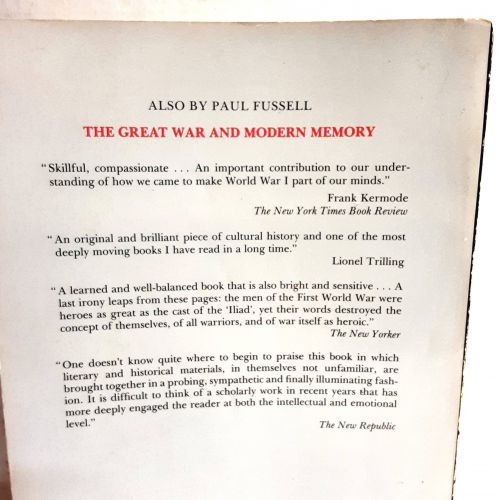 ALSO BY PAUL FUSSELL
THE GREAT WAR AND MODERN MEMORY
“Skillful, compassionate . . . An important contribution to our under-
standing of how we came to make World War I part of our minds.”
Frank Kermode
The New York Times Book Review
“An original and brilliant piece of cultural history and one of the most
deeply moving books I have read in a long time.”
Lionel Trilling
“A learned and well-balanced book that is also bright and sensitive . . . A
last irony leaps from these pages: the men of the First World War were
heroes as great as the cast of the ‘Iliad’, yet their words destroyed the
concept of themselves, of all warriors, and of war itself as heroic.”
The New Yorker
“One doesn’t know quite where to begin to praise this book in which
literary and historical materials, in themselves not unfamiliar, are
brought together in a probing, sympathetic and finally illuminating fash-
ion. It is difficult to think of a scholarly work in recent years that has
more deeply engaged the reader at both the intellectual and emotional
level.”
The New Republic